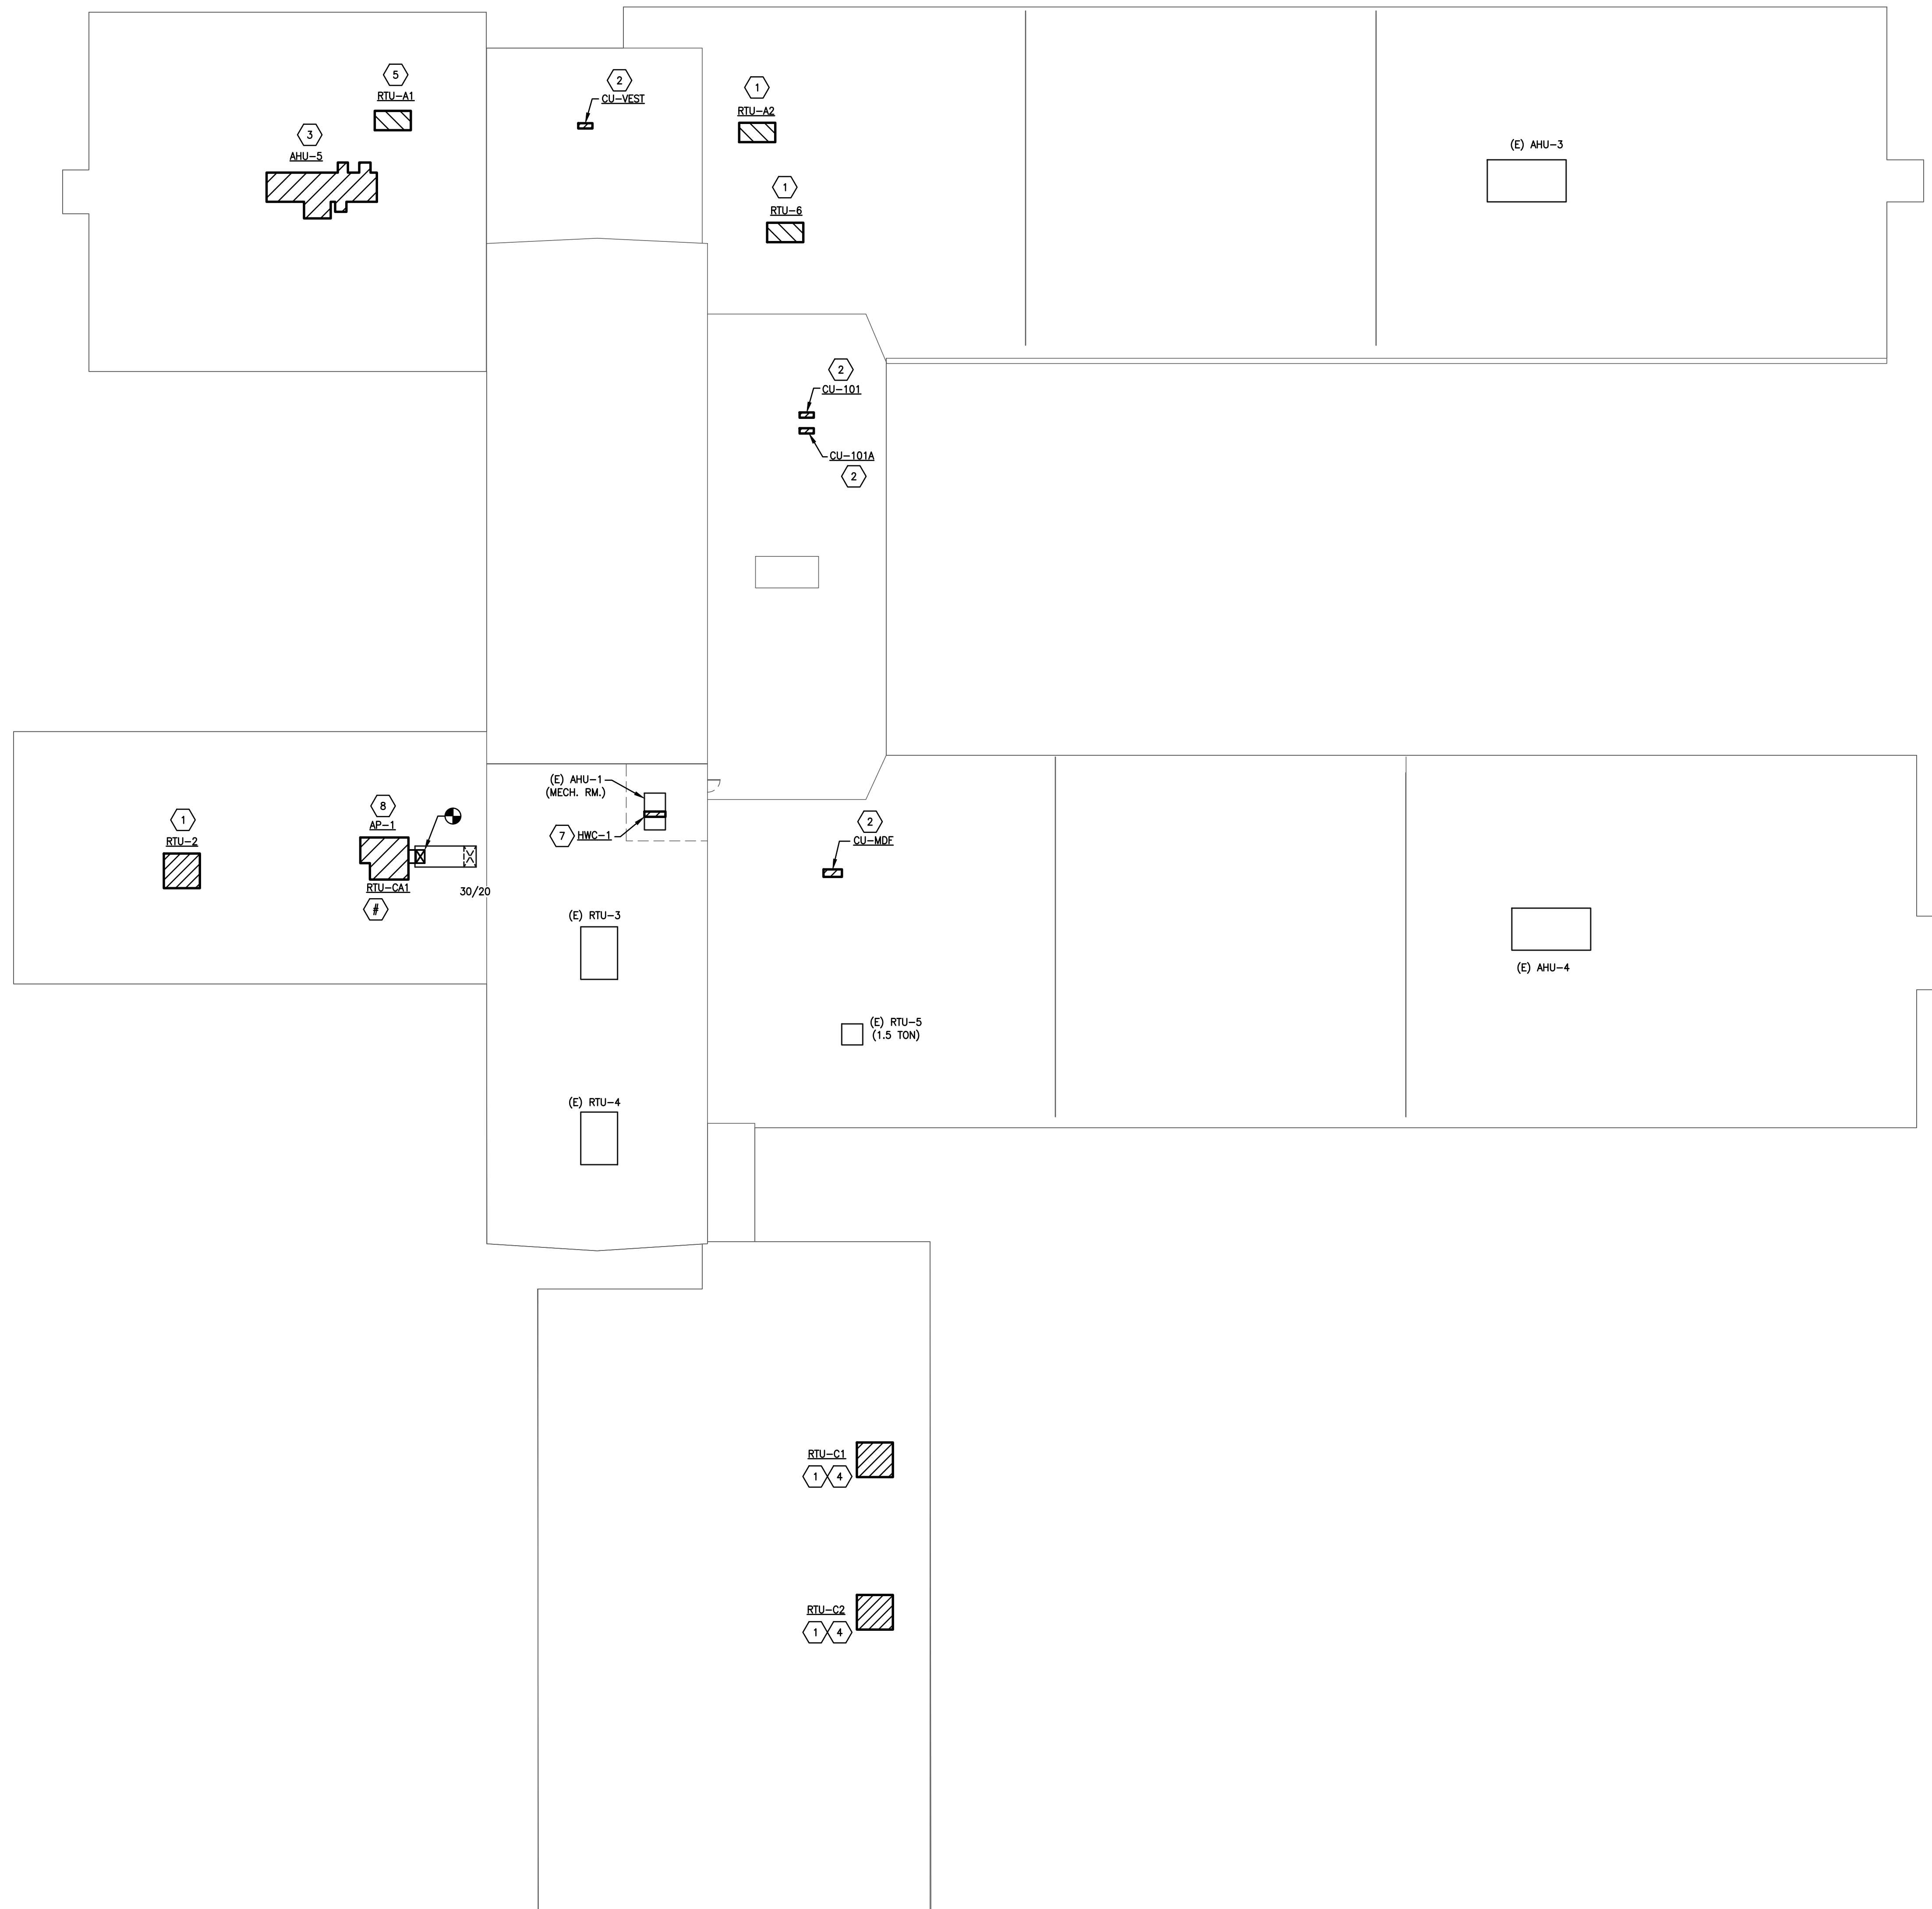 5
RTU-A1
3
AHU-5
2
CU-VEST
1
RTU-A2
1
RTU-6
(E) AHU-3
2
CU-101
CU-101A
2
(E) AHU-1
(MECH. RM.)
7
HWC-1
1
RTU-2
8
AP-1
RTU-CA1
#
30/20
2
CU-MDF
(E) RTU-3
(E) AHU-4
(E) RTU-5
(1.5 TON)
(E) RTU-4
RTU-C1
1 4
RTU-C2
1 4